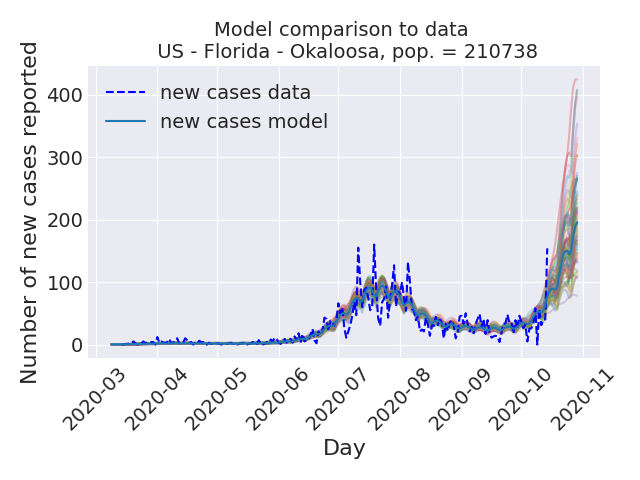 Model comparison to data
US - Florida - Okaloosa, pop. = 210738
Number of new cases reported
400
300
200
100
0
new cases data
new cases model
2020-03
2020-04
2020-05
2020-06
2020-07
2020-08
2020-09
2020-10
2020-11
Day